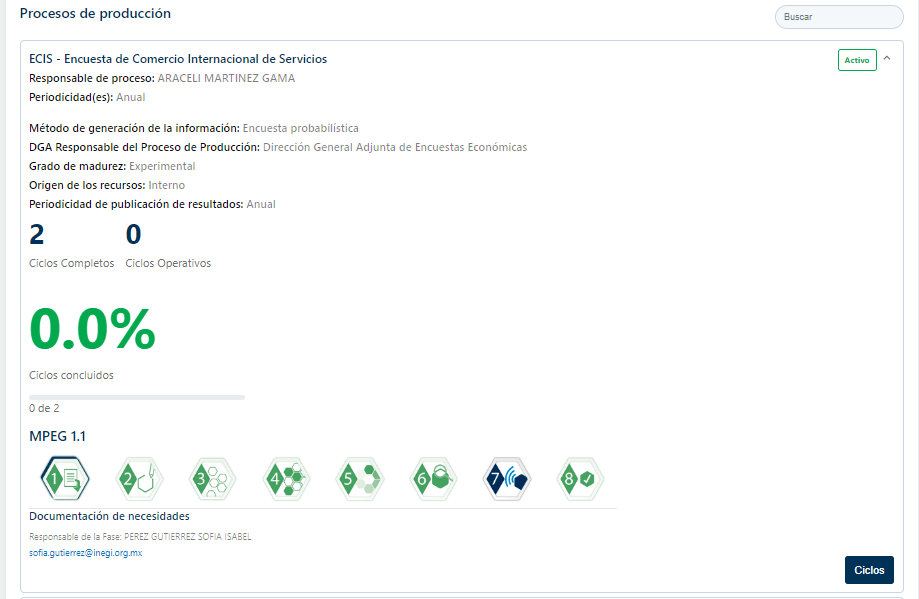 Procesos de producción
Buscar
ECIS - Encuesta de Comercio Internacional de Servicios
Activo
Responsable de proceso: ARACELI MARTINEZ GAMA
Periodicidad(es): Anual
Método de generación de la información: Encuesta probabilística
DGA Responsable del Proceso de Producción: Dirección General Adjunta de Encuestas Económicas
Grado de madurez: Experimental
Origen de los recursos: Interno
Periodicidad de publicación de resultados: Anual
2 0
Ciclos Completos Ciclos Operativos
0.0%
Ciclos concluidos
0 de 2
MPEG 1.1
1 2 3 4 5 6 7 8
Documentación de necesidades
Responsable de la Fase: PEREZ GUTIERREZ SOFIA ISABEL
sofia.gutierrez@inegi.org.mx
Ciclos